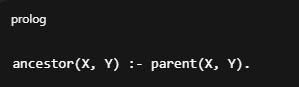 prolog
ancestor(X, Y) :- parent(X, Y).